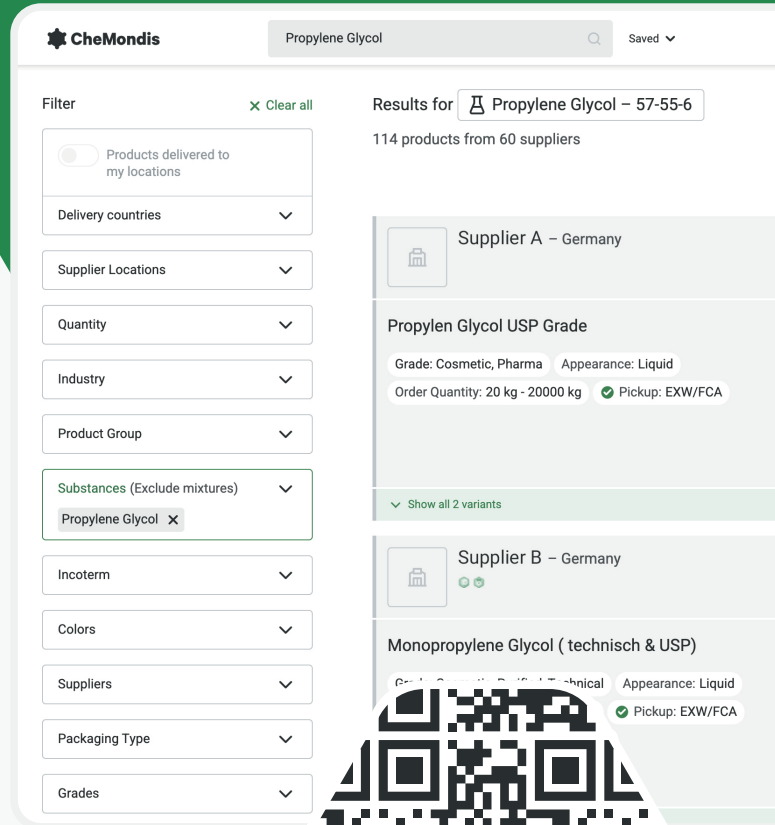 CheMondis
Propylene Glycol
Saved
Filter
Clear all
Products delivered to
my locations
Delivery countries
Supplier Locations
Quantity
Industry
Product Group
Substances (Exclude mixtures)
Propylene Glycol
Incoterm
Colors
Suppliers
Packaging Type
Grades
Results for Propylene Glycol – 57-55-6
114 products from 60 suppliers
Supplier A – Germany
Propylen Glycol USP Grade
Grade: Cosmetic, Pharma Appearance: Liquid
Order Quantity: 20 kg - 20000 kg Pickup: EXW/FCA
Show all 2 variants
Supplier B – Germany
Monopropylene Glycol ( technisch & USP)
Grade: Cosmetic, Purified, Technical Appearance: Liquid
Pickup: EXW/FCA